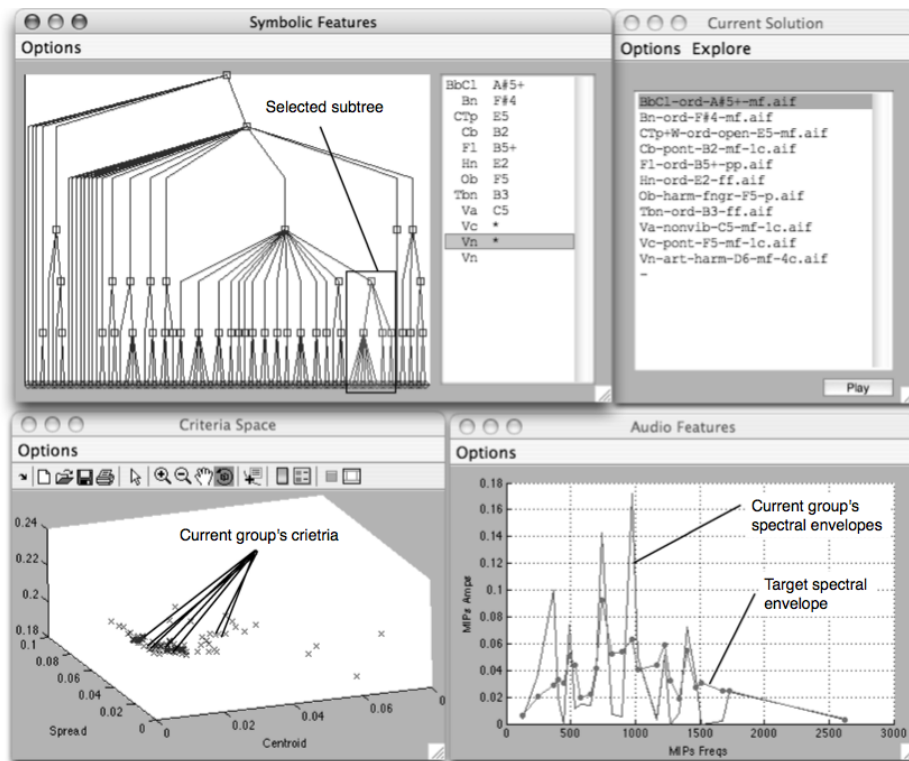 Symbolic Features
Options
Selected subtree
BbCl A#5+
Bn F#4
CTp E5
Cb B2
Fl B5+
Hn E2
Ob F5
Tbn B3
Va C5
Vc *
Vn *
Vn
Current Solution
Options Explore
BbCl-ord-A#5+-mf.aif
Bn-ord-F#4-mf.aif
CTp+W-ord-open-E5-mf.aif
Cb-pont-B2-mf-1c.aif
Fl-ord-B5+-pp.aif
Hn-ord-E2-ff.aif
Ob-harm-fngr-F5-p.aif
Tbn-ord-B3-ff.aif
Va-nonvib-C5-mf-1c.aif
Vc-pont-F5-mf-1c.aif
Vn-art-harm-D6-mf-4c.aif
-
Play
Criteria Space
Options
Current group's crietria
0.24
0.22
0.2
0.18
0.1
0.08
0.06
0.04
0.02
0
Spread
0
0.02
0.04
0.06
Centroid
Audio Features
Options
Current group's
spectral envelopes
Target spectral
envelope
MIPs Amps
0.18
0.16
0.14
0.12
0.1
0.08
0.06
0.04
0.02
0
0 500 1000 1500 2000 2500 3000
MIPs Freqs